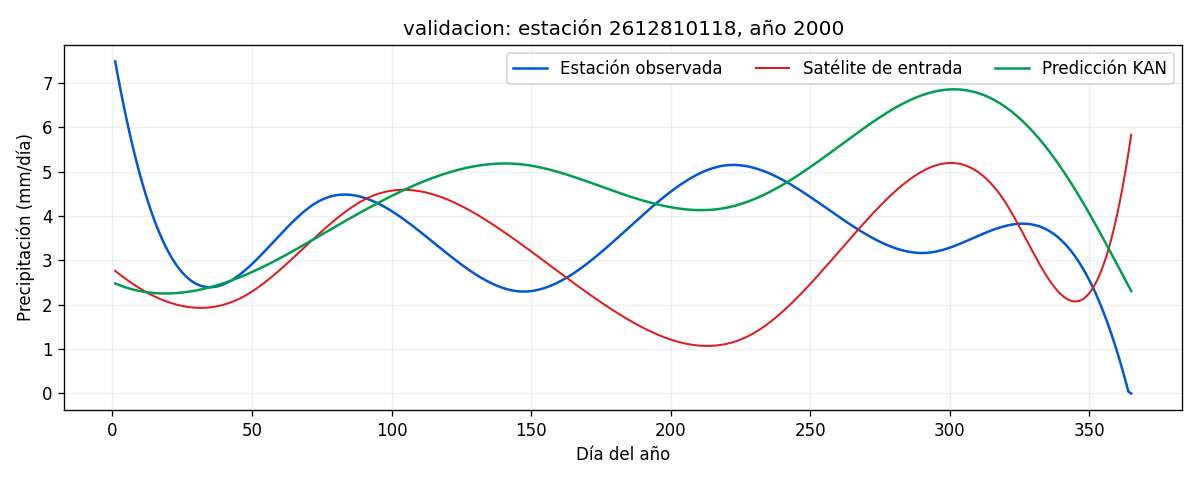 validacion: estación 2612810118, año 2000
Estación observada
Satélite de entrada
Predicción KAN
Precipitación (mm/día)
7
6
5
4
3
2
1
0
0 50 100 150 200 250 300 350
Día del año